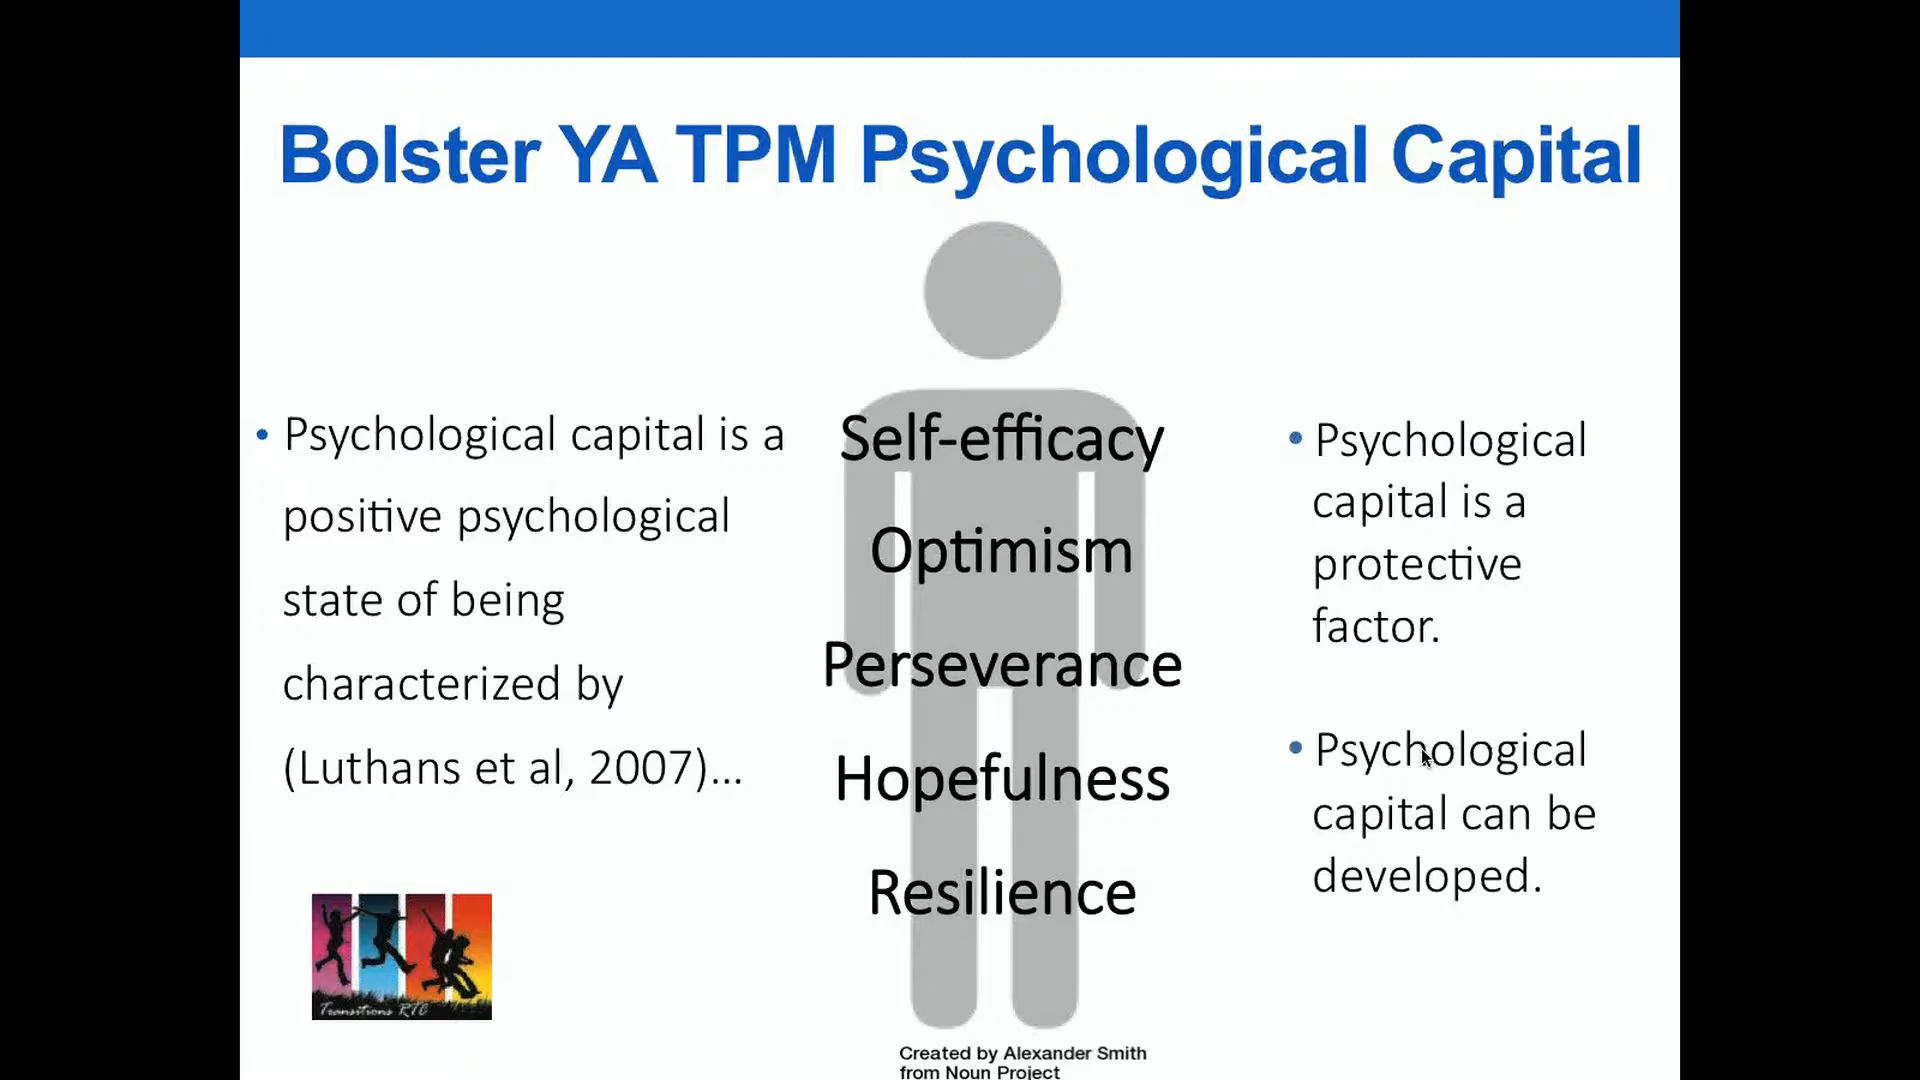 Bolster YA TPM Psychological Capital
• Psychological capital is a
positive psychological
state of being
characterized by
(Luthans et al, 2007)...
Self-efficacy
Optimism
Perseverance
Hopefulness
Resilience
• Psychological
capital is a
protective
factor.
• Psychological
capital can be
developed.
Transitions RTC
Created by Alexander Smith
from Noun Project